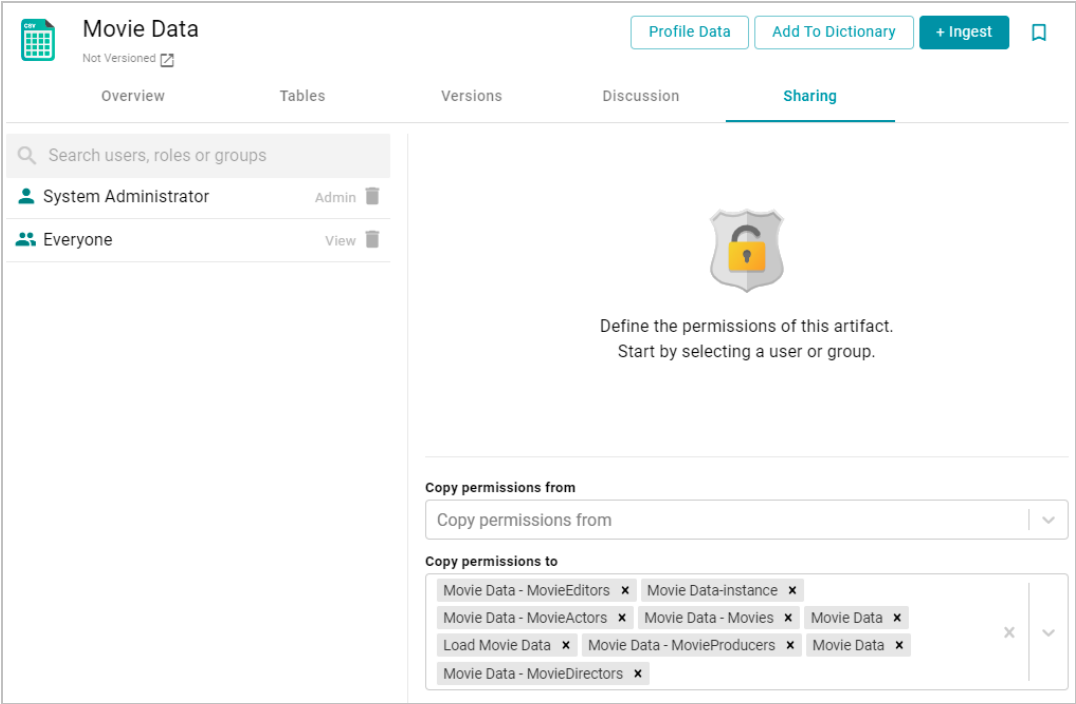 CSV
Movie Data
Not Versioned
Profile Data
Add To Dictionary
+ Ingest
Overview
Tables
Versions
Discussion
Sharing
Search users, roles or groups
System Administrator Admin
Everyone View
Define the permissions of this artifact.
Start by selecting a user or group.
Copy permissions from
Copy permissions from
Copy permissions to
Movie Data - MovieEditors × Movie Data-instance ×
Movie Data - MovieActors × Movie Data - Movies × Movie Data ×
Load Movie Data × Movie Data - MovieProducers × Movie Data ×
Movie Data - MovieDirectors ×